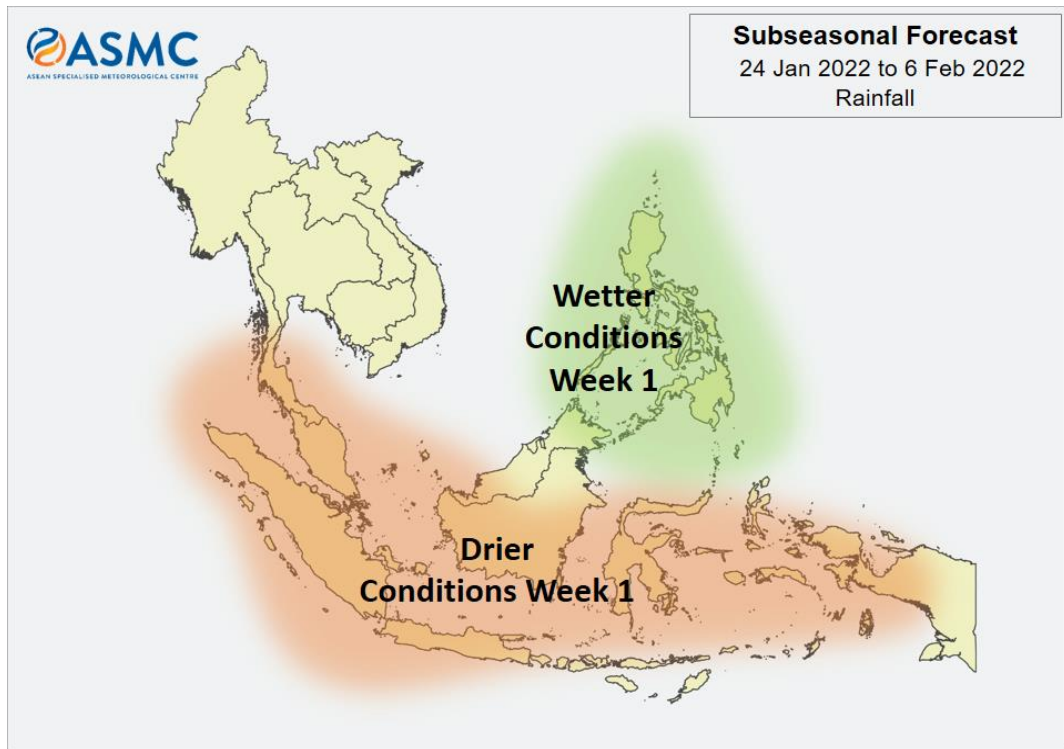 ASMC
ASEAN SPECIALISED METEOROLOGICAL CENTRE
Subseasonal Forecast
24 Jan 2022 to 6 Feb 2022
Rainfall
Wetter
Conditions
Week 1
Drier
Conditions Week 1